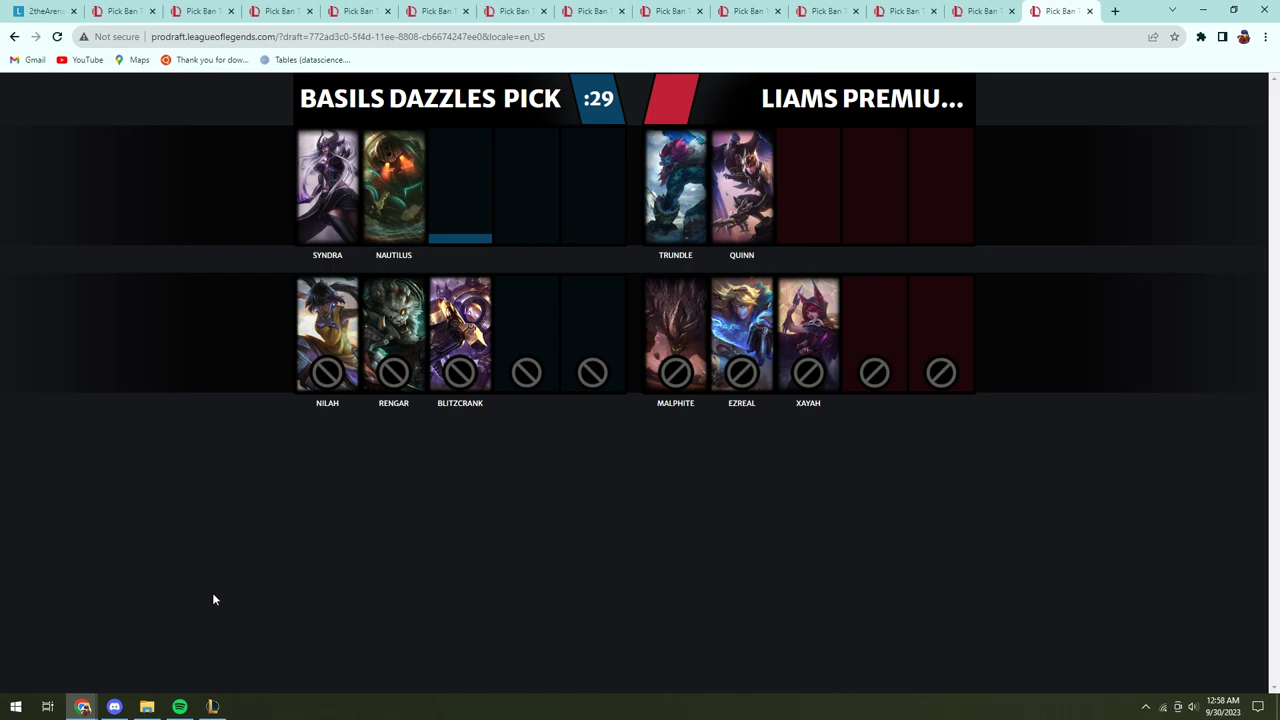 2theArena
Pick Ban T
Pick Ban T
Pick Ban T
Pick Ban T
Pick Ban T
Pick Ban T
Pick Ban T
Pick Ban T
Pick Ban T
Pick Ban T
Pick Ban T
Pick Ban T
Pick Ban T
Not secure prodraft.leagueoflegends.com/?draft=772ad3c0-5f4d-11ee-8808-cb6674247ee0&locale=en_US
Gmail YouTube Maps Thank you for dow... Tables (datascience....
BASILS DAZZLES PICK :29 LIAMS PREMIU...
SYNDRA NAUTILUS TRUNDLE QUINN
NILAH RENGAR BLITZCRANK MALPHITE EZREAL XAYAH
12:58 AM
9/30/2023